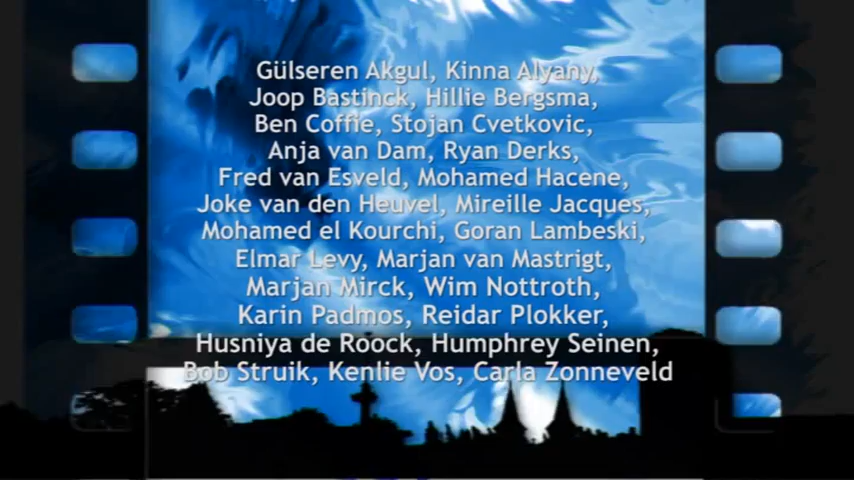 Gülseren Akgul, Kinna Alyany,
Joop Bastinck, Hillie Bergsma,
Ben Coffie, Stojan Cvetkovic,
Anja van Dam, Ryan Derks,
Fred van Esveld, Mohamed Hacene,
Joke van den Heuvel, Mireille Jacques,
Mohamed el Kourchi, Goran Lambeski,
Elmar Levy, Marjan van Mastrigt,
Marjan Mirck, Wim Nottroth,
Karin Padmos, Reidar Plokker,
Husniya de Roock, Humphrey Seinen,
Bob Struik, Kenlie Vos, Carla Zonneveld